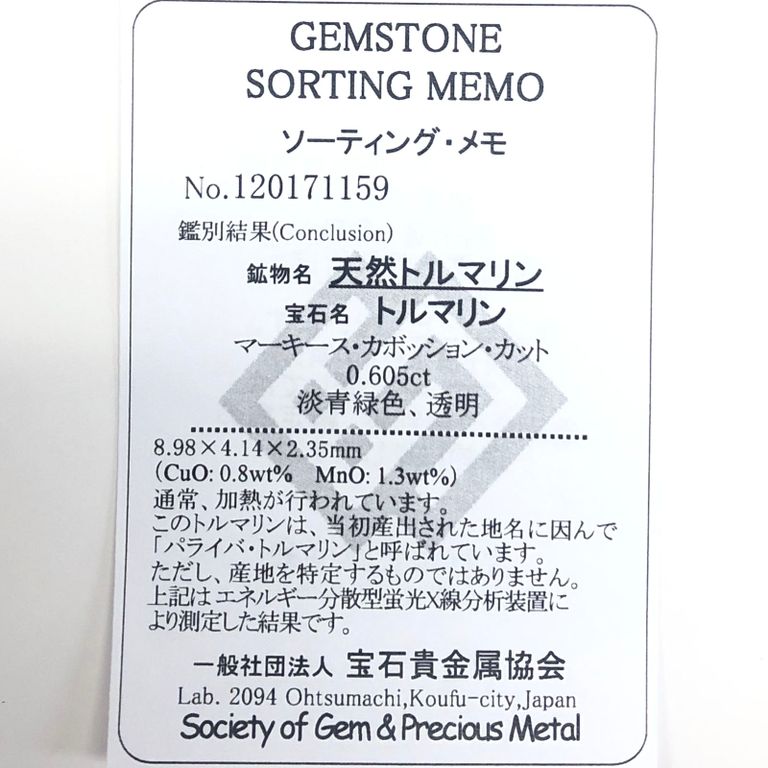 GEMSTONE
SORTING MEMO
ソーティング・メモ
No.120171159
鑑別結果(Conclusion)
鉱物名 天然トルマリン
宝石名 トルマリン
マーキース・カボッション・カット
0.605ct
淡青緑色、透明
8.98×4.14×2.35mm
(CuO: 0.8wt% MnO: 1.3wt%)
通常、加熱が行われています。
このトルマリンは、当初産出された地名に因んで
「パライバ・トルマリン」と呼ばれています。
ただし、産地を特定するものではありません。
上記は エネルギー分散型蛍光X線分析装置に
より測定した結果です。
一般社団法人 宝石貴金属協会
Lab. 2094 Ohtsumachi,Koufu-city,Japan
Society of Gem & Precious Metal